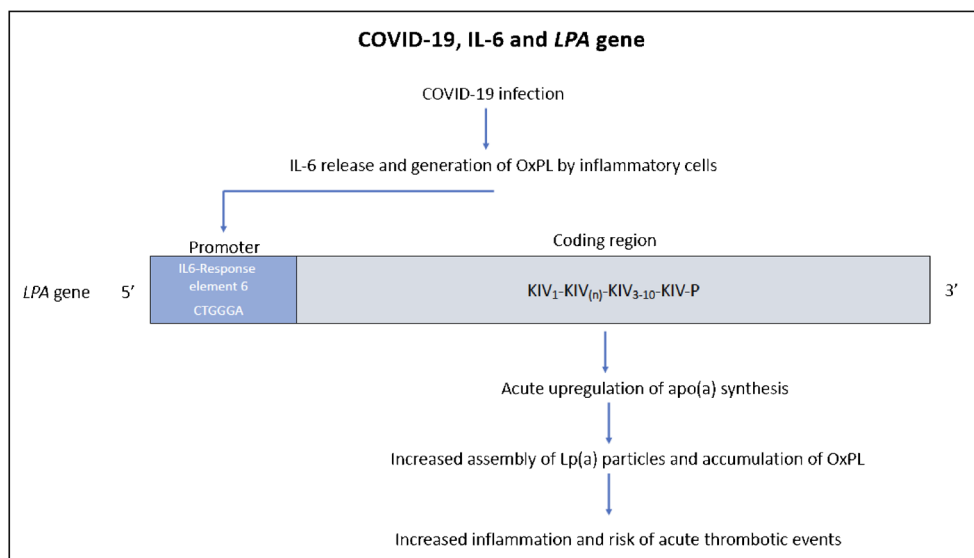 COVID-19, IL-6 and LPA gene
COVID-19 infection
IL-6 release and generation of OxPL by inflammatory cells
Promoter
Coding region
IL6-Response
element 6
CTGGGA
LPA gene
5’
KIV1-KIV(n)-KIV3-10-KIV-P
3’
Acute upregulation of apo(a) synthesis
Increased assembly of Lp(a) particles and accumulation of OxPL
Increased inflammation and risk of acute thrombotic events